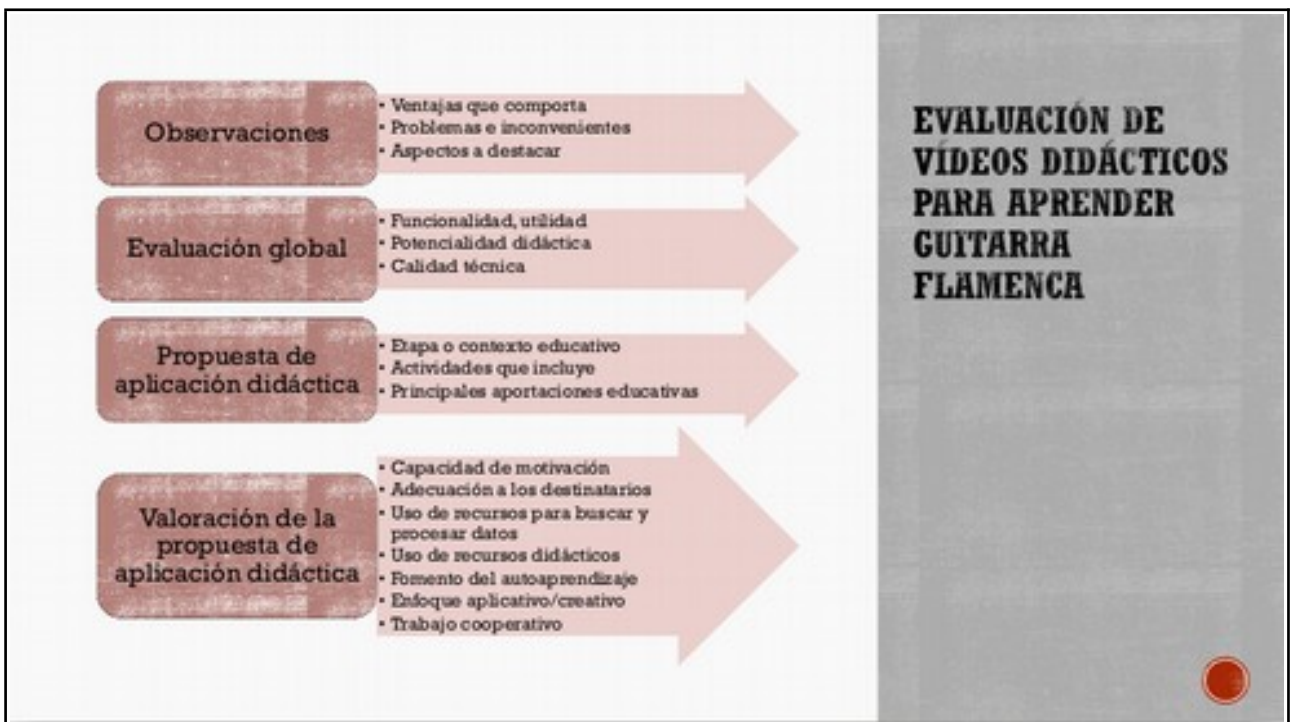 Observaciones
• Ventajas que comporta
• Problemas e inconvenientes
• Aspectos a destacar
Evaluación global
• Funcionalidad, utilidad
• Potencialidad didáctica
• Calidad técnica
Propuesta de
aplicación didáctica
• Etapa o contexto educativo
• Actividades que incluye
• Principales aportaciones educativas
Valoración de la
propuesta de
aplicación didáctica
• Capacidad de motivación
• Adecuación a los destinatarios
• Uso de recursos para buscar y
procesar datos
• Uso de recursos didácticos
• Fomento del autoaprendizaje
• Enfoque aplicativo/creativo
• Trabajo cooperativo
EVALUACIÓN DE
VÍDEOS DIDÁCTICOS
PARA APRENDER
GUITARRA
FLAMENCA